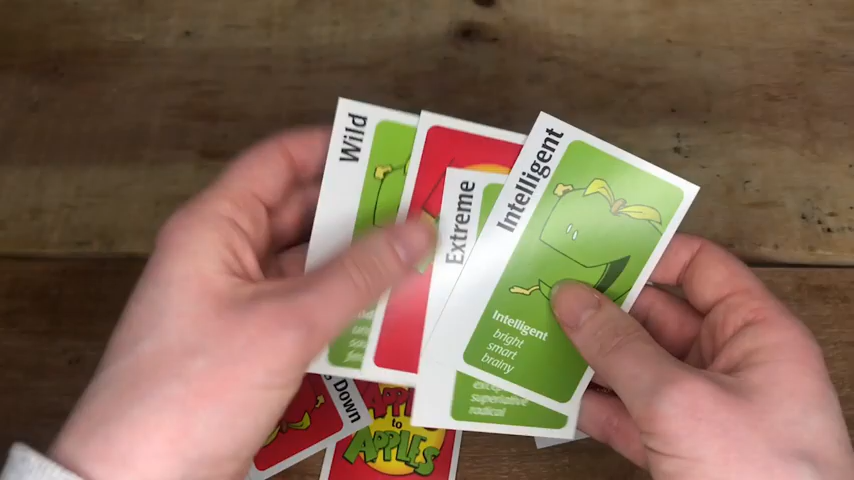 Wild
Extreme
Intelligent
Intelligent
bright
smart
brainy
superlative
radical
Down
APPLES
to
APPLES